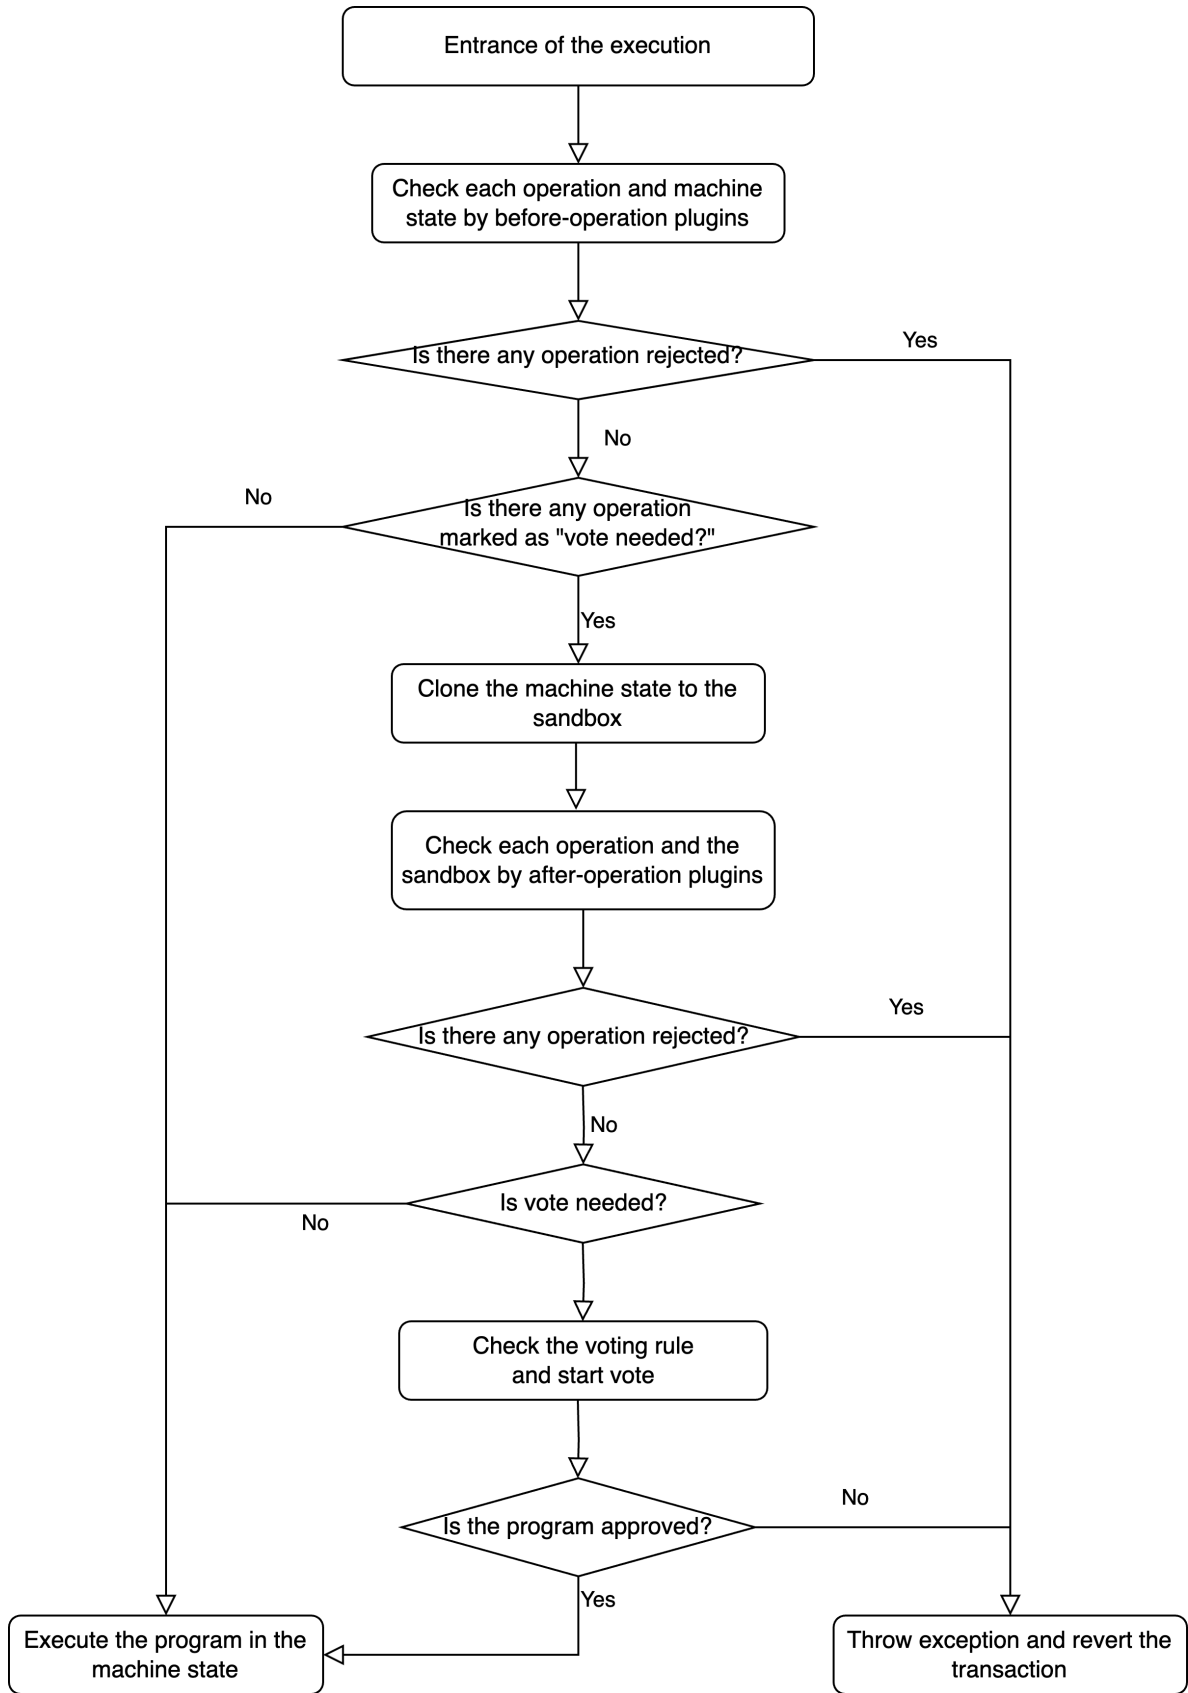 Entrance of the execution
Check each operation and machine
state by before-operation plugins
Is there any operation rejected?
Yes
No
No
Is there any operation
marked as "vote needed?"
Yes
Clone the machine state to the
sandbox
Check each operation and the
sandbox by after-operation plugins
Yes
Is there any operation rejected?
No
Is vote needed?
No
Check the voting rule
and start vote
No
Is the program approved?
Yes
Execute the program in the
machine state
Throw exception and revert the
transaction